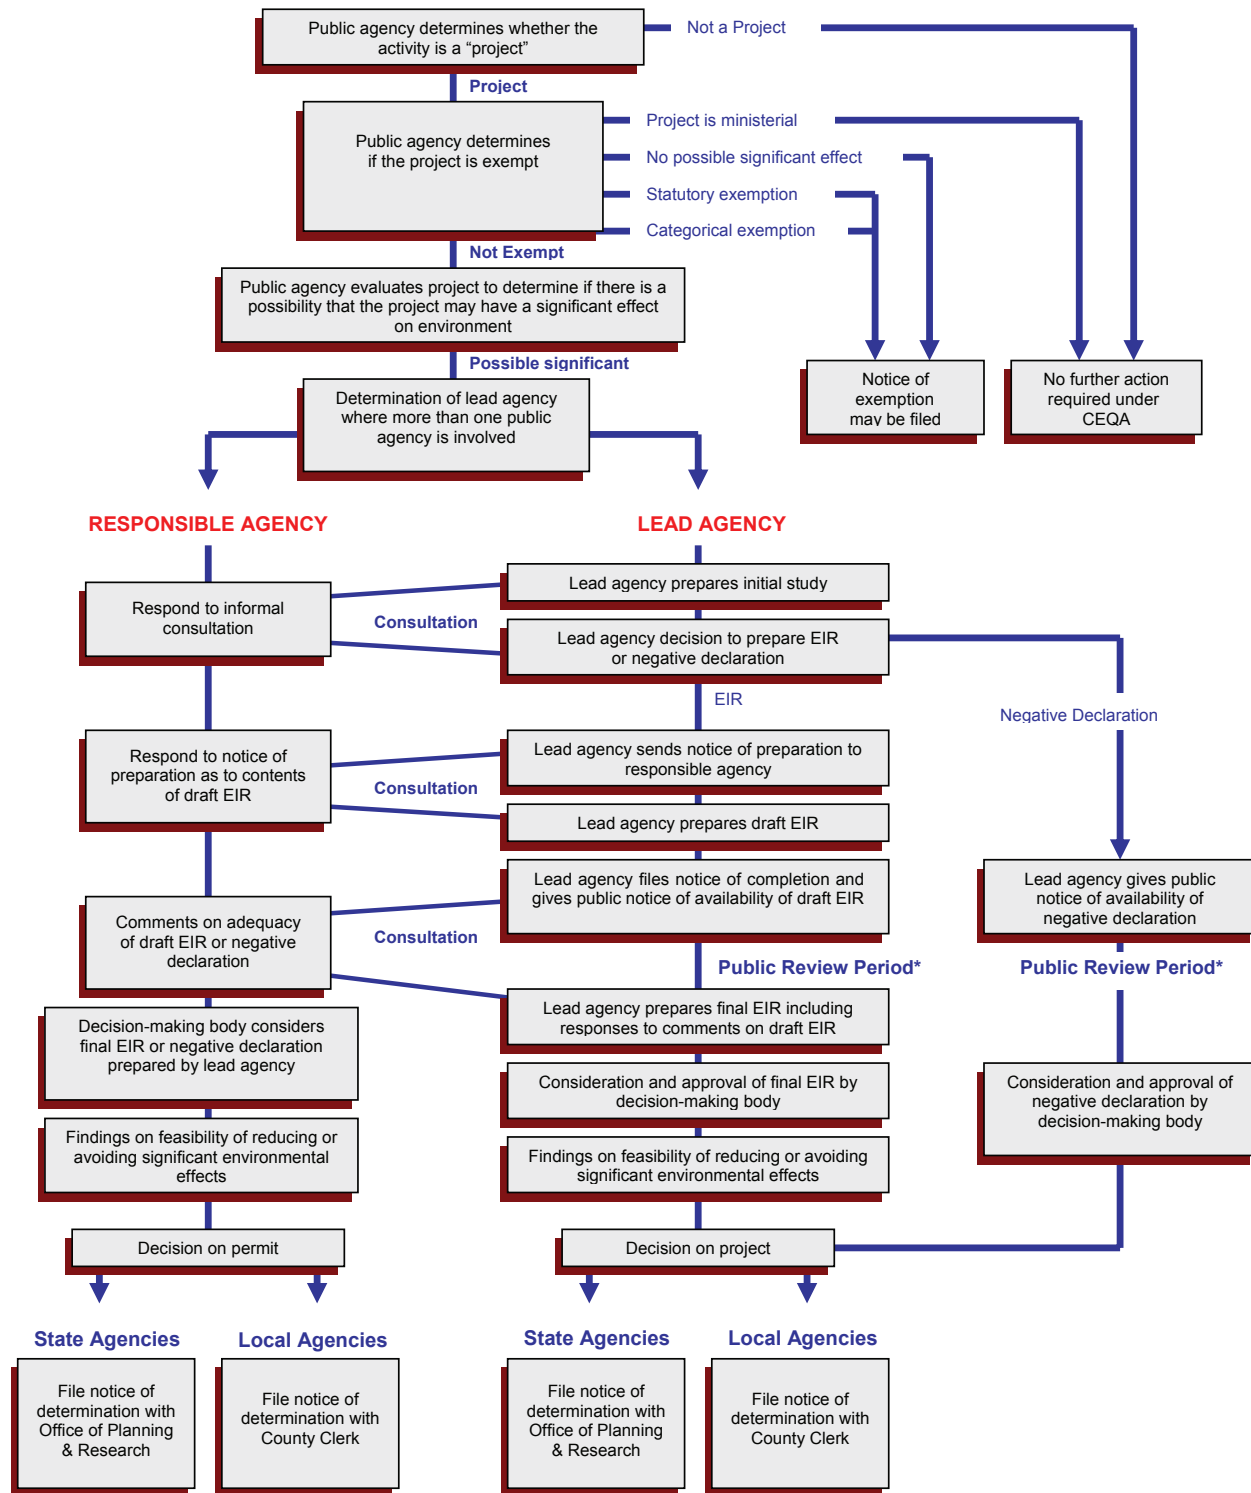 Public agency determines whether the
activity is a “project”
Not a Project
Project
Public agency determines
if the project is exempt
Project is ministerial
No possible significant effect
Statutory exemption
Categorical exemption
Not Exempt
Public agency evaluates project to determine if there is a
possibility that the project may have a significant effect
on environment
Possible significant
Notice of
exemption
may be filed
No further action
required under
CEQA
Determination of lead agency
where more than one public
agency is involved
RESPONSIBLE AGENCY
LEAD AGENCY
Respond to informal
consultation
Consultation
Lead agency prepares initial study
Lead agency decision to prepare EIR
or negative declaration
EIR
Negative Declaration
Respond to notice of
preparation as to contents
of draft EIR
Consultation
Lead agency sends notice of preparation to
responsible agency
Lead agency prepares draft EIR
Comments on adequacy
of draft EIR or negative
declaration
Consultation
Lead agency files notice of completion and
gives public notice of availability of draft EIR
Lead agency gives public
notice of availability of
negative declaration
Public Review Period*
Public Review Period*
Decision-making body considers
final EIR or negative declaration
prepared by lead agency
Lead agency prepares final EIR including
responses to comments on draft EIR
Consideration and approval of final EIR by
decision-making body
Consideration and approval of
negative declaration by
decision-making body
Findings on feasibility of reducing or
avoiding significant environmental
effects
Findings on feasibility of reducing or avoiding
significant environmental effects
Decision on permit
Decision on project
State Agencies
Local Agencies
State Agencies
Local Agencies
File notice of
determination with
Office of Planning
& Research
File notice of
determination with
County Clerk
File notice of
determination with
Office of Planning
& Research
File notice of
determination with
County Clerk